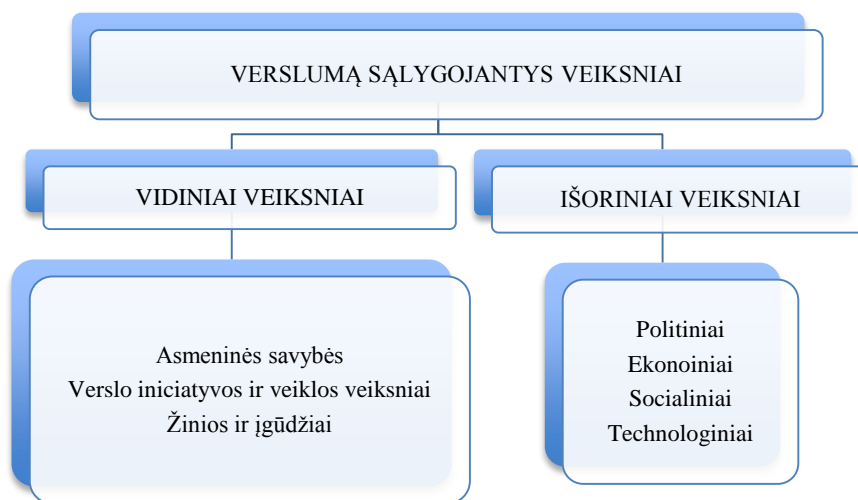 VERSLUMĄ SĄLYGOJANTYS VEIKSNIAI
VIDINIAI VEIKSNIAI
IŠORINIAI VEIKSNIAI
Asmeninės savybės
Verslo iniciatyvos ir veiklos veiksniai
Žinios ir įgūdžiai
Politiniai
Ekonoiniai
Socialiniai
Technologiniai